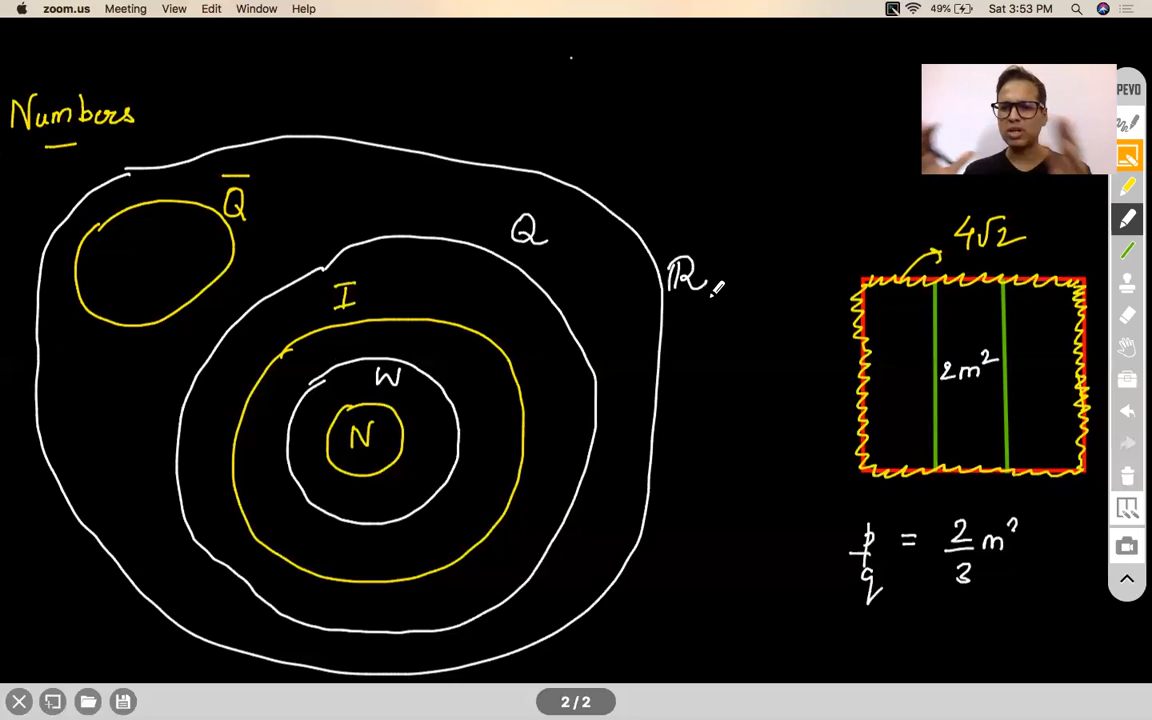 zoom.us Meeting View Edit Window Help 49% Sat 3:53 PM
Numbers
IPEVO
Q̅
Q
R
I
W
N
4√2
2m²
p/q = 2/3 m²
2 / 2